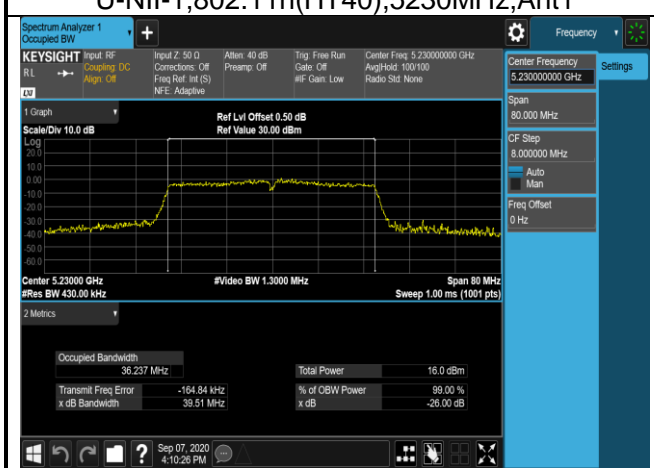 U-NII-1,802.11n(HT40),5230MHz,Ant1
Spectrum Analyzer 1
Occupied BW
+
Frequency
KEYSIGHT
R L
LXI
Input: RF
Coupling: DC
Align: Off
Input Z: 50 Ω
Corrections: Off
Freq Ref: Int (S)
NFE: Adaptive
Atten: 40 dB
Preamp: Off
Trig: Free Run
Gate: Off
#IF Gain: Low
Center Freq: 5.230000000 GHz
Avg|Hold: 100/100
Radio Std: None
Center Frequency
5.230000000 GHz
Settings
Span
80.000 MHz
CF Step
8.000000 MHz
Auto
Man
Freq Offset
0 Hz
1 Graph
Scale/Div 10.0 dB
Ref Lvl Offset 0.50 dB
Ref Value 30.00 dBm
Log
20.0
10.0
0.00
-10.0
-20.0
-30.0
-40.0
-50.0
-60.0
Center 5.23000 GHz
#Video BW 1.3000 MHz
Span 80 MHz
#Res BW 430.00 kHz
Sweep 1.00 ms (1001 pts)
2 Metrics
Occupied Bandwidth
36.237 MHz
Total Power 16.0 dBm
Transmit Freq Error -164.84 kHz
% of OBW Power 99.00 %
x dB Bandwidth 39.51 MHz
x dB -26.00 dB
?
Sep 07, 2020
4:10:26 PM